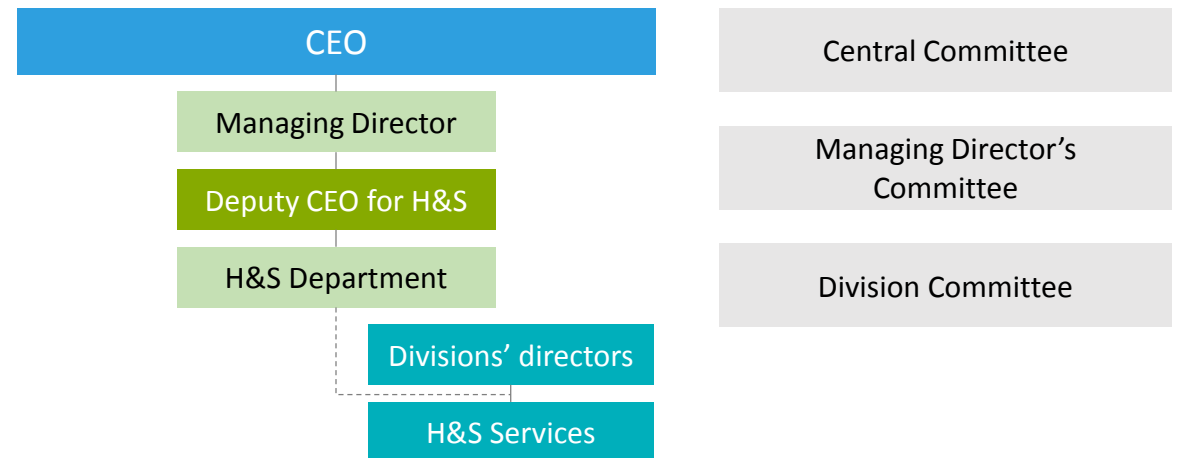 CEO
Managing Director
Deputy CEO for H&S
H&S Department
Divisions’ directors
H&S Services
Central Committee
Managing Director’s
Committee
Division Committee